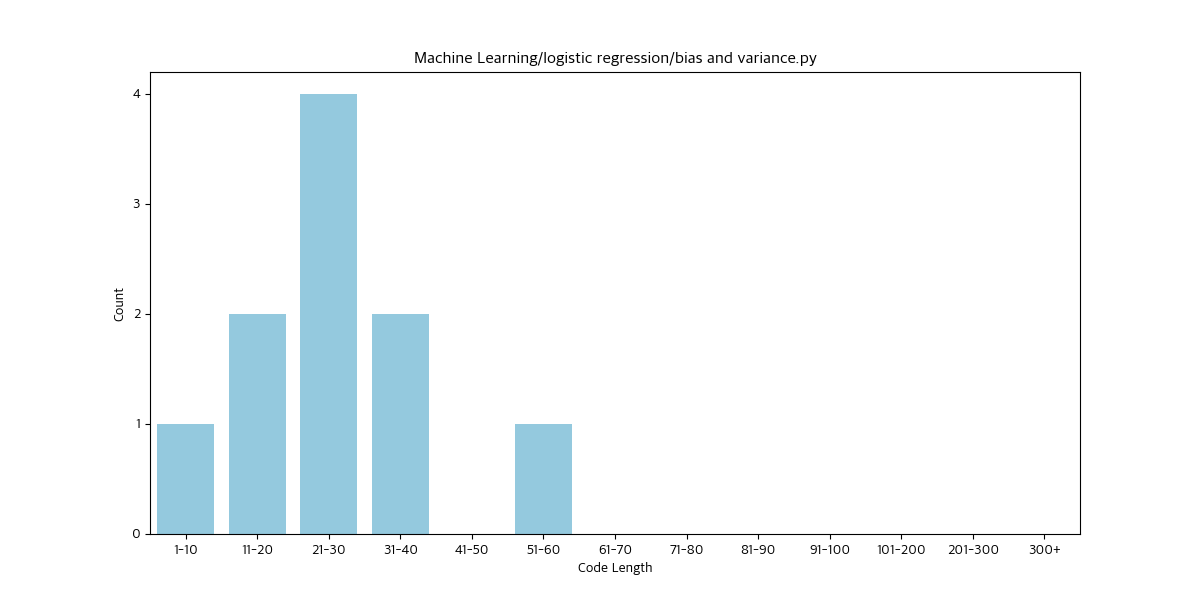 Machine Learning/logistic regression/bias and variance.py
4
3
2
1
0
Count
1-10 11-20 21-30 31-40 41-50 51-60 61-70 71-80 81-90 91-100 101-200 201-300 300+
Code Length